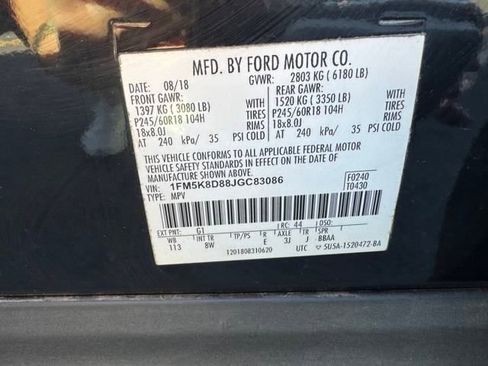 MFD. BY FORD MOTOR CO.
DATE: 08/18 GVWR: 2803 KG ( 6180 LB)
FRONT GAWR: REAR GAWR:
1397 KG ( 3080 LB) WITH 1520 KG ( 3350 LB) WITH
P245/60R18 104H TIRES P245/60R18 104H TIRES
18x8.0J RIMS 18x8.0J RIMS
AT 240 kPa/ 35 PSI COLD AT 240 kPa/ 35 PSI COLD
THIS VEHICLE CONFORMS TO ALL APPLICABLE FEDERAL MOTOR
VEHICLE SAFETY STANDARDS IN EFFECT ON THE DATE OF
MANUFACTURE SHOWN ABOVE.
VIN: 1FM5K8D88JGC83086 F0240
TYPE: MPV T0430
EXT PNT: G1 RC: 44 DSO:
WB TP/PS R AXLE TR SPR
113 8W E 3J J BBAA
1201808310620 UTC 5U5A-1520472-BA